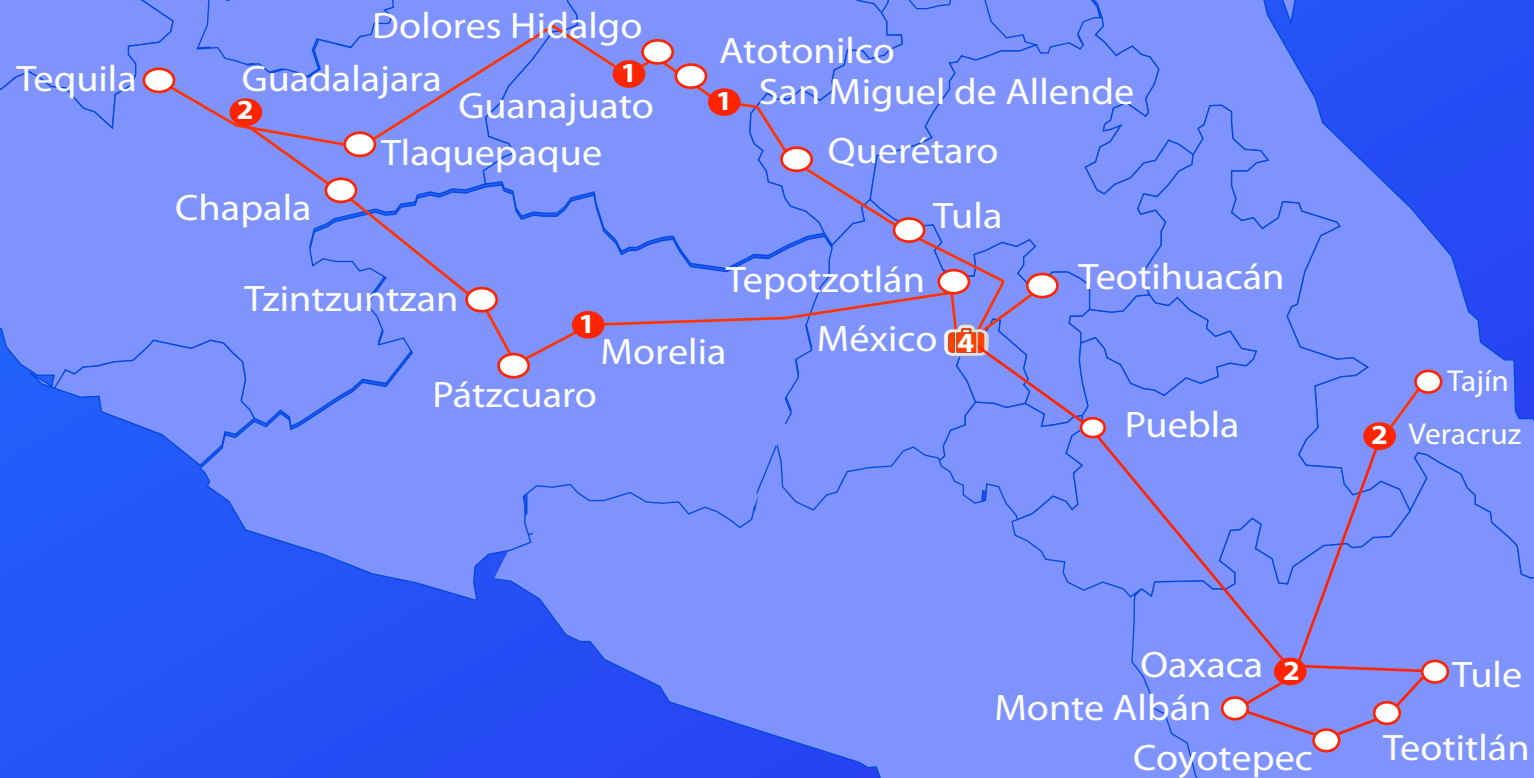 Dolores Hidalgo
Atotonilco
Tequila
Guadalajara
1
2
Guanajuato
1
San Miguel de Allende
Tlaquepaque
Querétaro
Chapala
Tula
Tepotzotlán
Teotihuacán
Tzintzuntzan
1
Morelia
México
4
Pátzcuaro
Tajín
Puebla
2
Veracruz
Oaxaca
2
Tule
Monte Albán
Teotitlán
Coyotepec